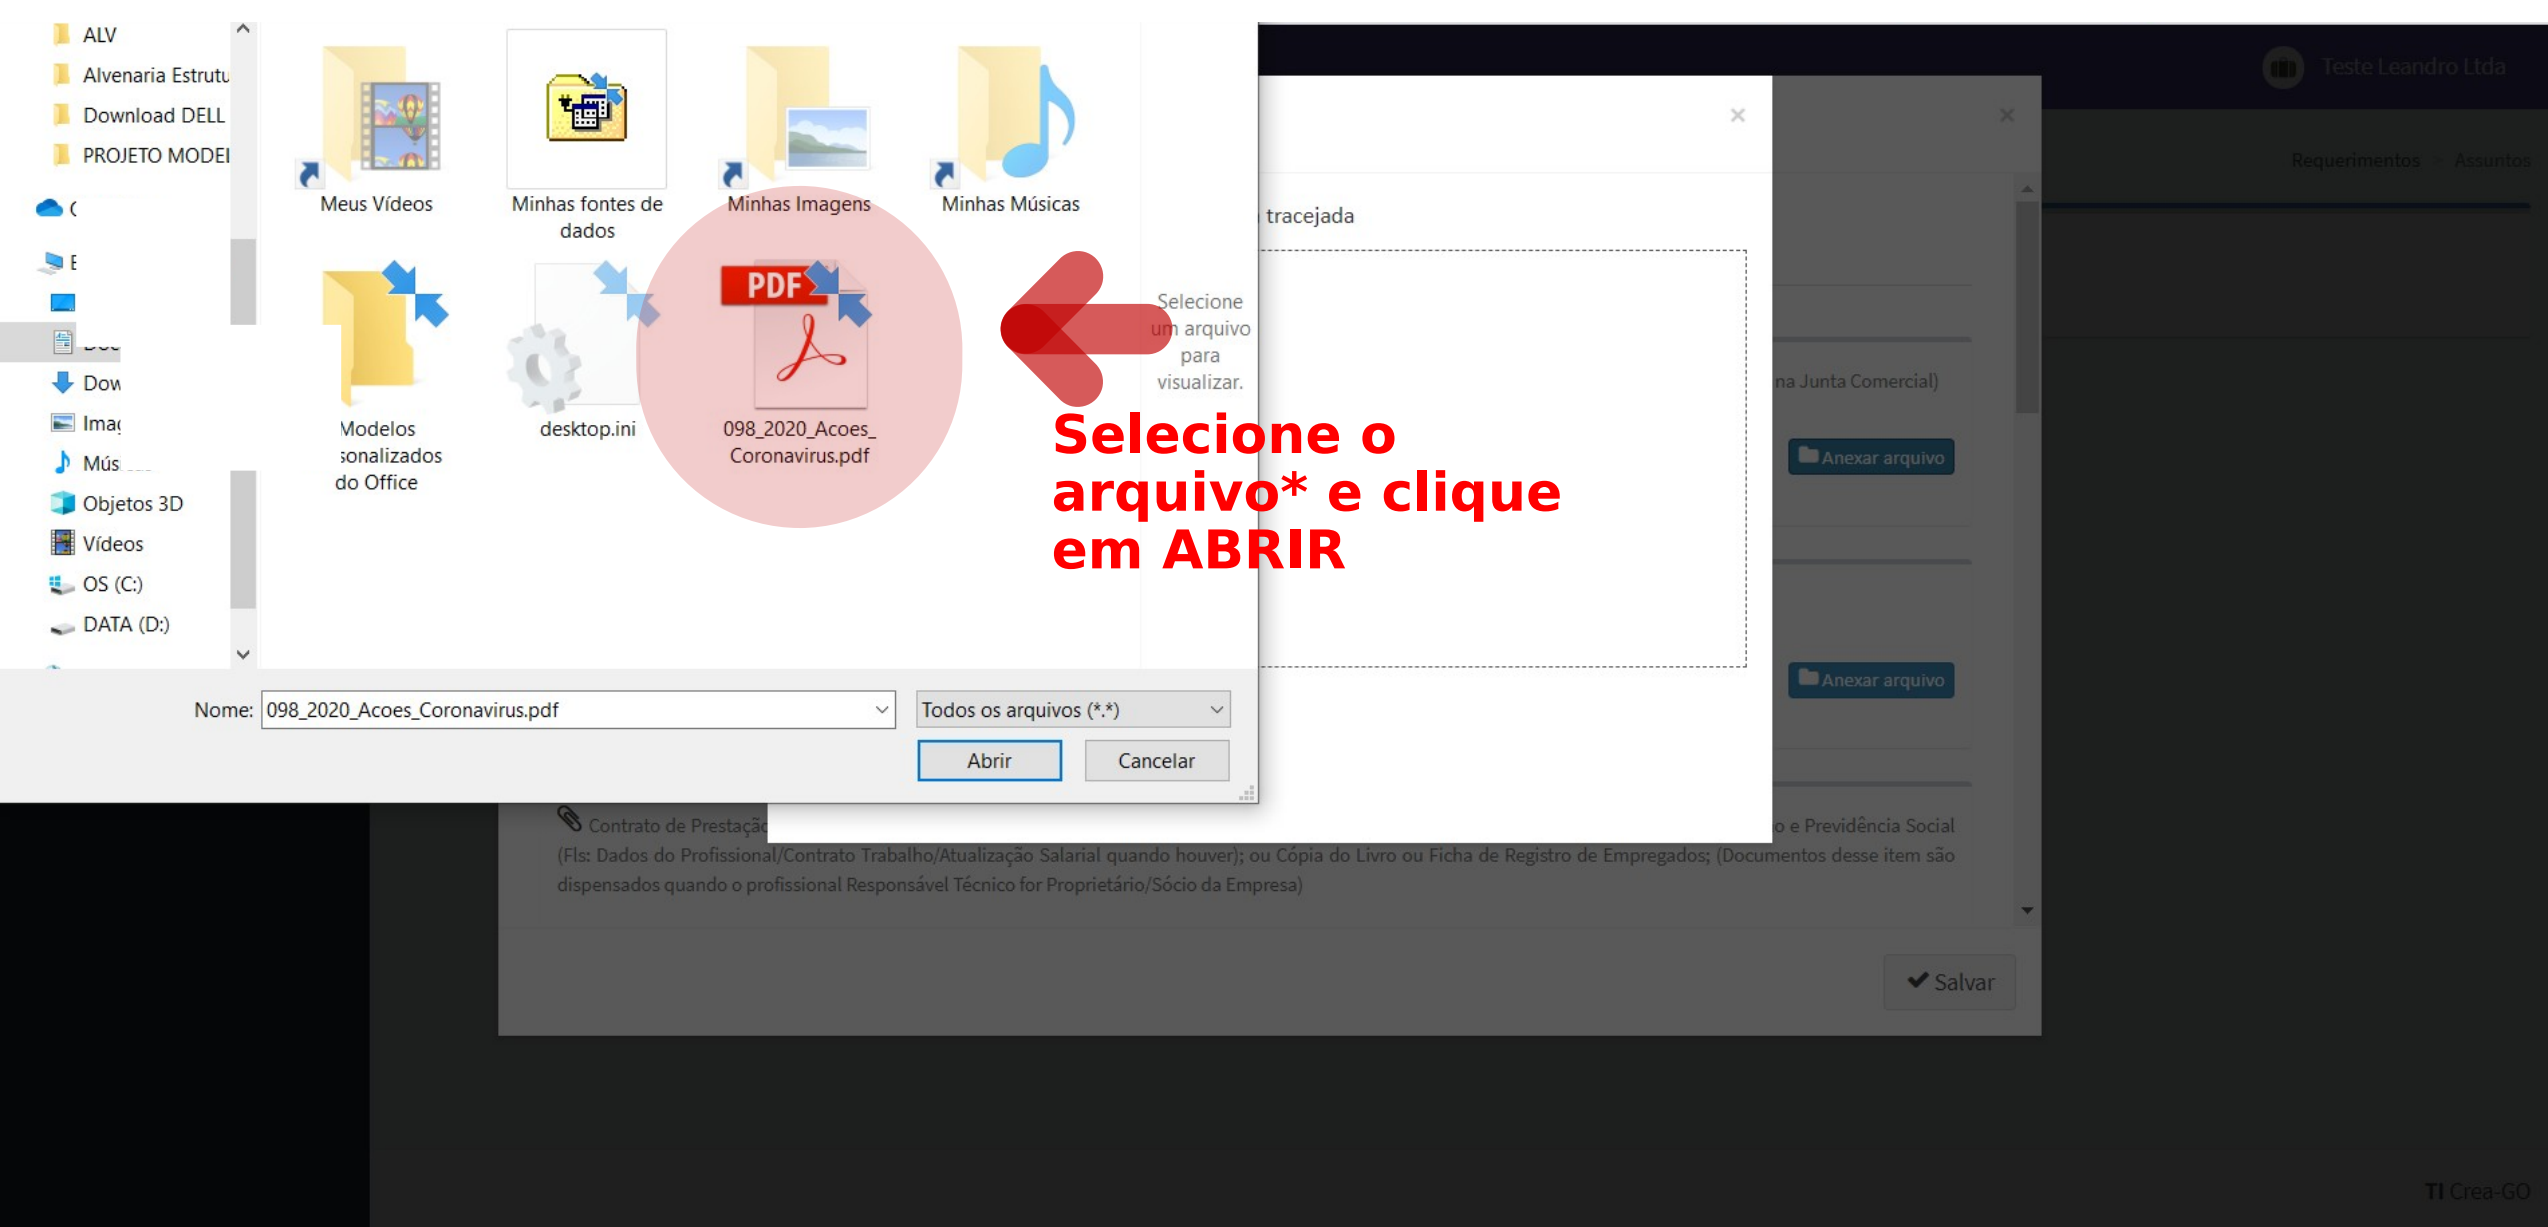 ALV
Alvenaria Estrutu
Download DELL
PROJETO MODEL
Dow
Imag
Mús
Objetos 3D
Vídeos
OS (C:)
DATA (D:)
Meus Vídeos
Minhas fontes de
dados
Minhas Imagens
Minhas Músicas
Modelos
sonalizados
do Office
desktop.ini
PDF
098_2020_Acoes_
Coronavirus.pdf
Selecione
um arquivo
para
visualizar.
Selecione o
arquivo* e clique
em ABRIR
Nome: 098_2020_Acoes_Coronavirus.pdf
Todos os arquivos (*.*)
Abrir
Cancelar
Teste Leandro Ltda
Requerimentos
Assuntos
tracejada
na Junta Comercial)
Anexar arquivo
Anexar arquivo
Contrato de Prestação
o e Previdência Social
(Fls: Dados do Profissional/Contrato Trabalho/Atualização Salarial quando houver); ou Cópia do Livro ou Ficha de Registro de Empregados; (Documentos desse item são
dispensados quando o profissional Responsável Técnico for Proprietário/Sócio da Empresa)
Salvar
TI Crea-GO